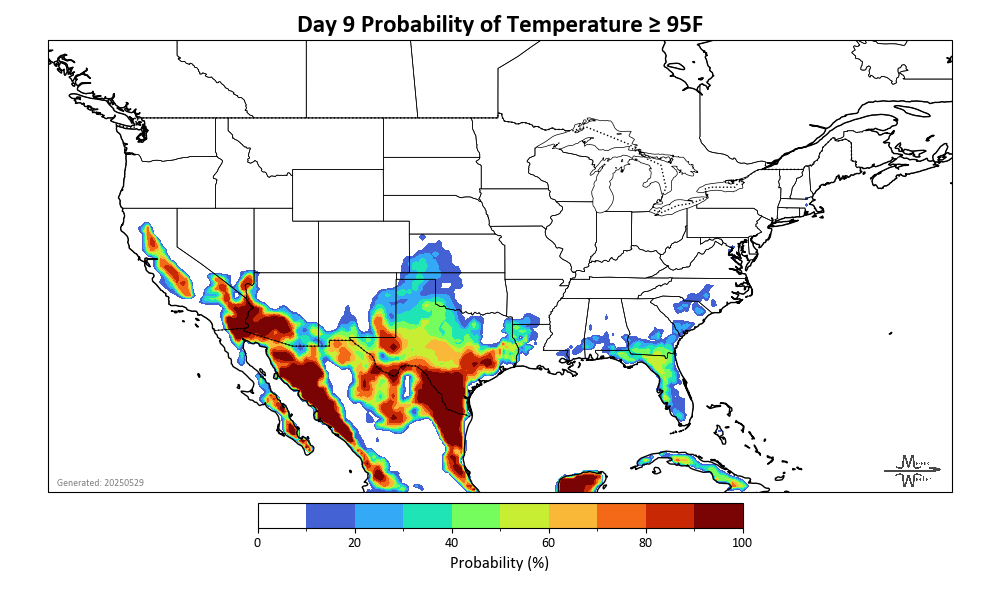 Day 9 Probability of Temperature ≥ 95F
Generated: 20250529
0 20 40 60 80 100
Probability (%)